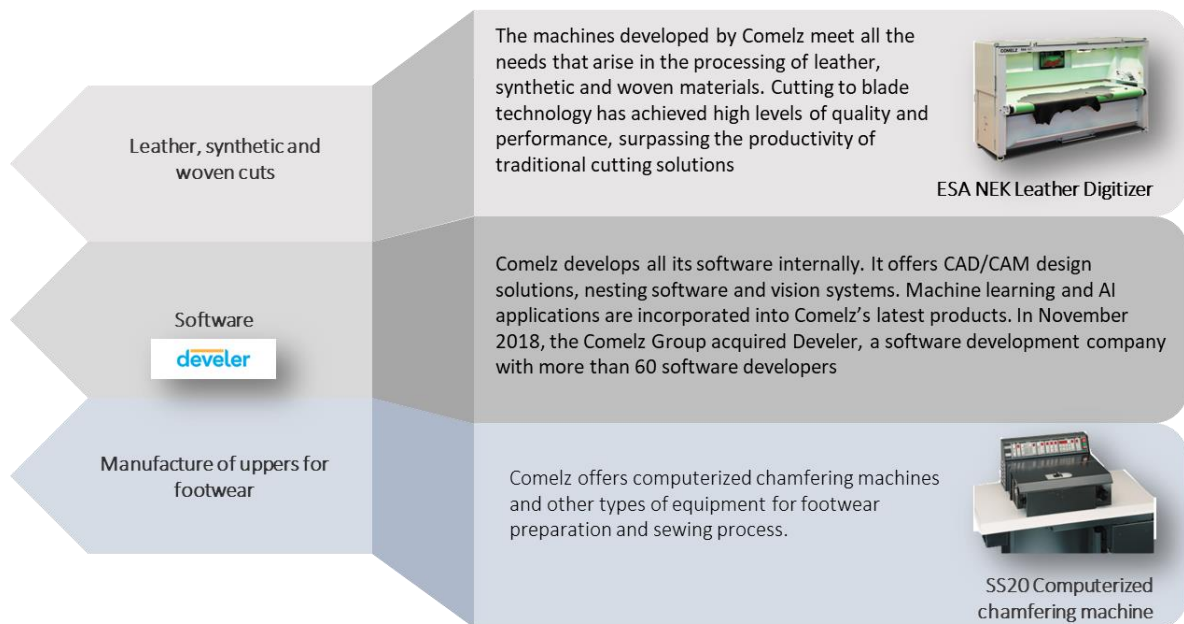 Leather, synthetic and
woven cuts
The machines developed by Comelz meet all the
needs that arise in the processing of leather,
synthetic and woven materials. Cutting to blade
technology has achieved high levels of quality and
performance, surpassing the productivity of
traditional cutting solutions
COMELZ
ESA NEK Leather Digitizer
Software
develer
Comelz develops all its software internally. It offers CAD/CAM design
solutions, nesting software and vision systems. Machine learning and AI
applications are incorporated into Comelz’s latest products. In November
2018, the Comelz Group acquired Develer, a software development company
with more than 60 software developers
Manufacture of uppers for
footwear
Comelz offers computerized chamfering machines
and other types of equipment for footwear
preparation and sewing process.
SS20 Computerized
chamfering machine